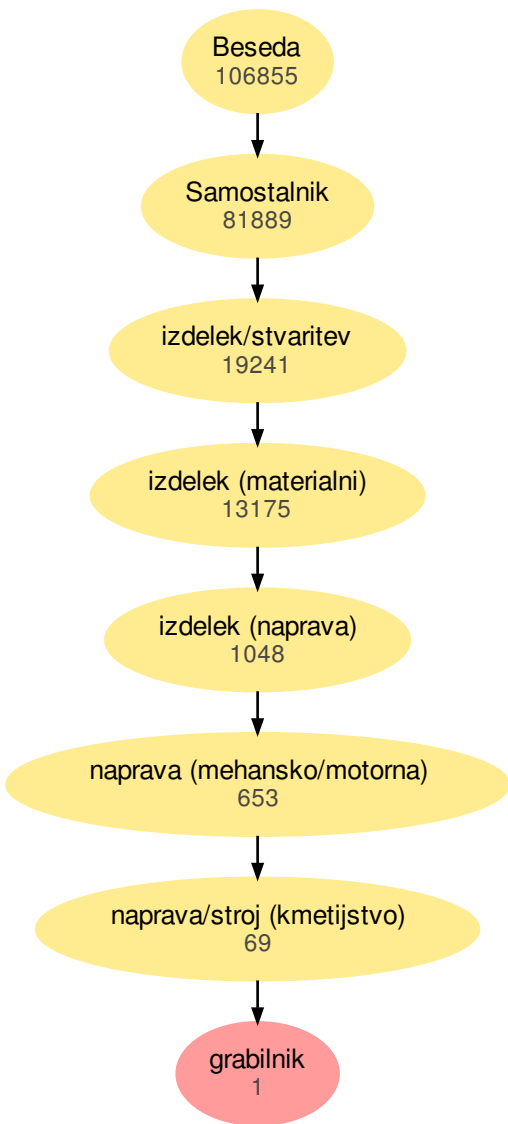 Beseda
106855
Samostalnik
81889
izdelek/stvaritev
19241
izdelek (materialni)
13175
izdelek (naprava)
1048
naprava (mehansko/motorna)
653
naprava/stroj (kmetijstvo)
69
grabilnik
1